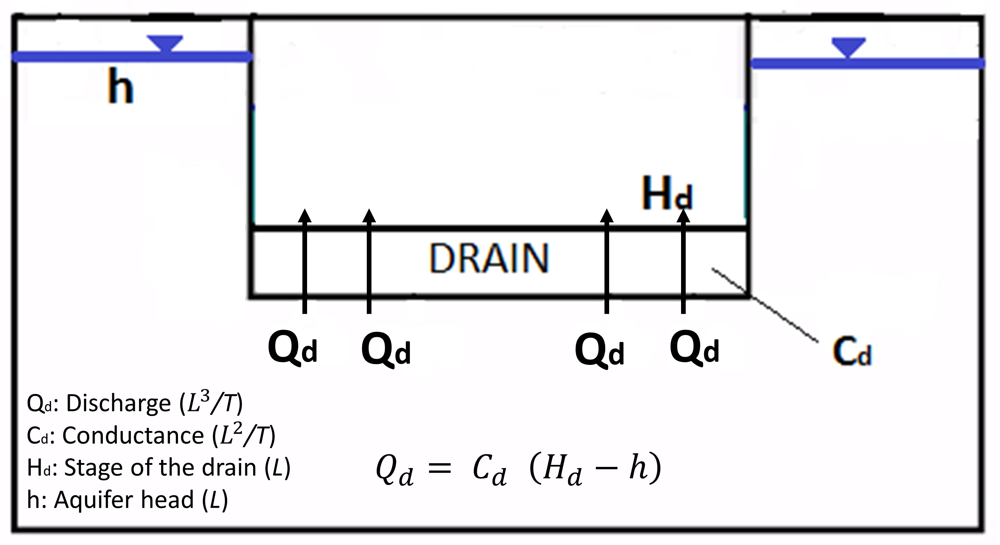 h
Hd
DRAIN
Qd Qd Qd Qd
Cd
Qd: Discharge (L³/T)
Cd: Conductance (L²/T)
Hd: Stage of the drain (L)
h: Aquifer head (L)
Qd = Cd (Hd − h)